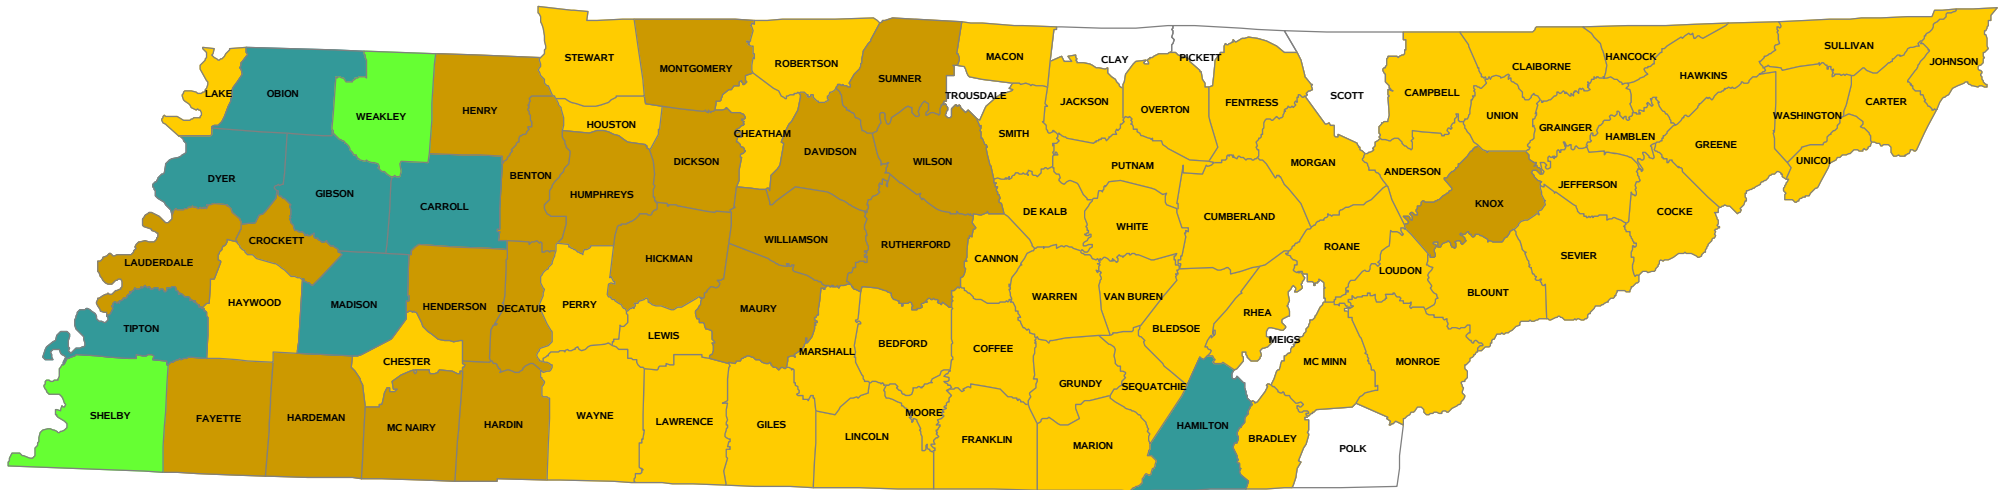 STEWART
MONTGOMERY
ROBERTSON
SUMNER
MACON
CLAY
PICKETT
SCOTT
CAMPBELL
CLAIBORNE
HANCOCK
HAWKINS
SULLIVAN
JOHNSON
LAKE
OBION
WEAKLEY
HENRY
HOUSTON
CHEATHAM
TROUSDALE
JACKSON
OVERTON
FENTRESS
UNION
GRAINGER
HAMBLEN
GREENE
WASHINGTON
CARTER
UNICOI
DYER
GIBSON
CARROLL
BENTON
HUMPHREYS
DICKSON
DAVIDSON
WILSON
SMITH
PUTNAM
MORGAN
ANDERSON
KNOX
JEFFERSON
COCKE
LAUDERDALE
CROCKETT
HICKMAN
WILLIAMSON
RUTHERFORD
DE KALB
WHITE
CUMBERLAND
ROANE
LOUDON
SEVIER
TIPTON
HAYWOOD
MADISON
HENDERSON
DECATUR
PERRY
LEWIS
MAURY
CANNON
WARREN
VAN BUREN
BLEDSOE
RHEA
MEIGS
BLOUNT
MARSHALL
BEDFORD
COFFEE
CHESTER
GRUNDY
SEQUATCHIE
MC MINN
MONROE
SHELBY
FAYETTE
HARDEMAN
MC NAIRY
HARDIN
WAYNE
LAWRENCE
GILES
LINCOLN
MOORE
FRANKLIN
MARION
HAMILTON
BRADLEY
POLK